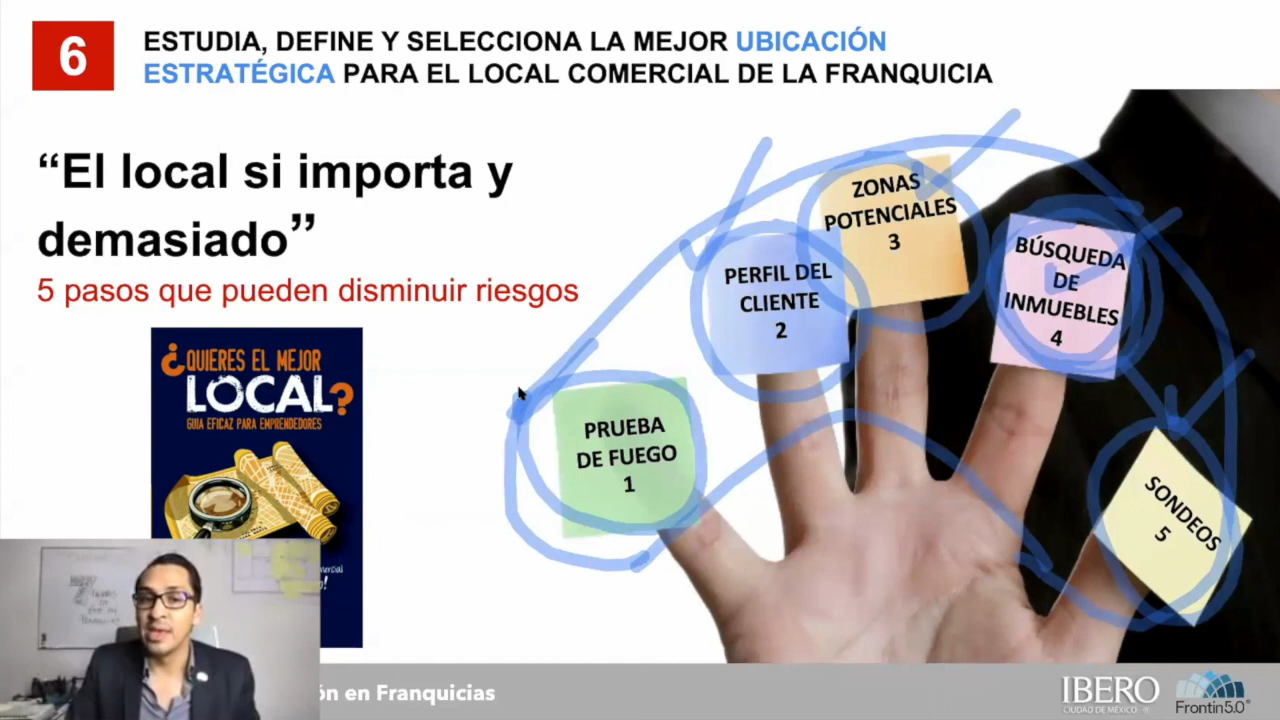 6
ESTUDIA, DEFINE Y SELECCIONA LA MEJOR UBICACIÓN
ESTRATÉGICA PARA EL LOCAL COMERCIAL DE LA FRANQUICIA
“El local si importa y
demasiado”
5 pasos que pueden disminuir riesgos
¿QUIERES EL MEJOR
LOCAL?
GUIA EFICAZ PARA EMPRENDEDORES
PRUEBA
DE FUEGO
1
PERFIL DEL
CLIENTE
2
ZONAS
POTENCIALES
3
BÚSQUEDA
DE
INMUEBLES
4
SONDEOS
5
ón en Franquicias
IBERO
CIUDAD DE MÉXICO
Frontin5.0